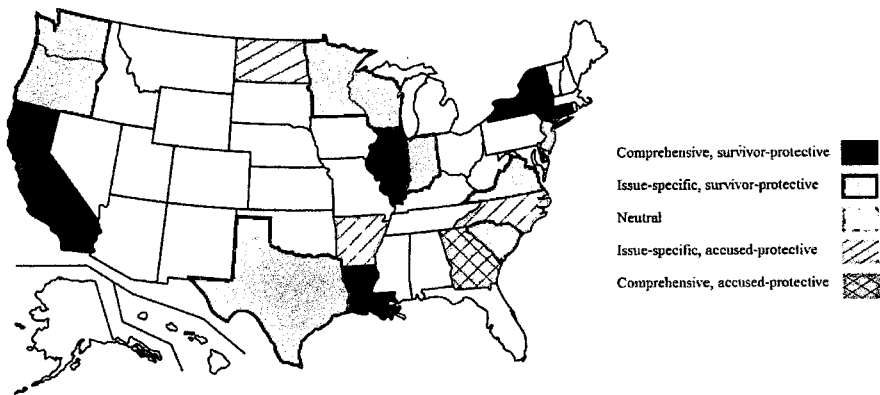 Comprehensive, survivor-protective
Issue-specific, survivor-protective
Neutral
Issue-specific, accused-protective
Comprehensive, accused-protective